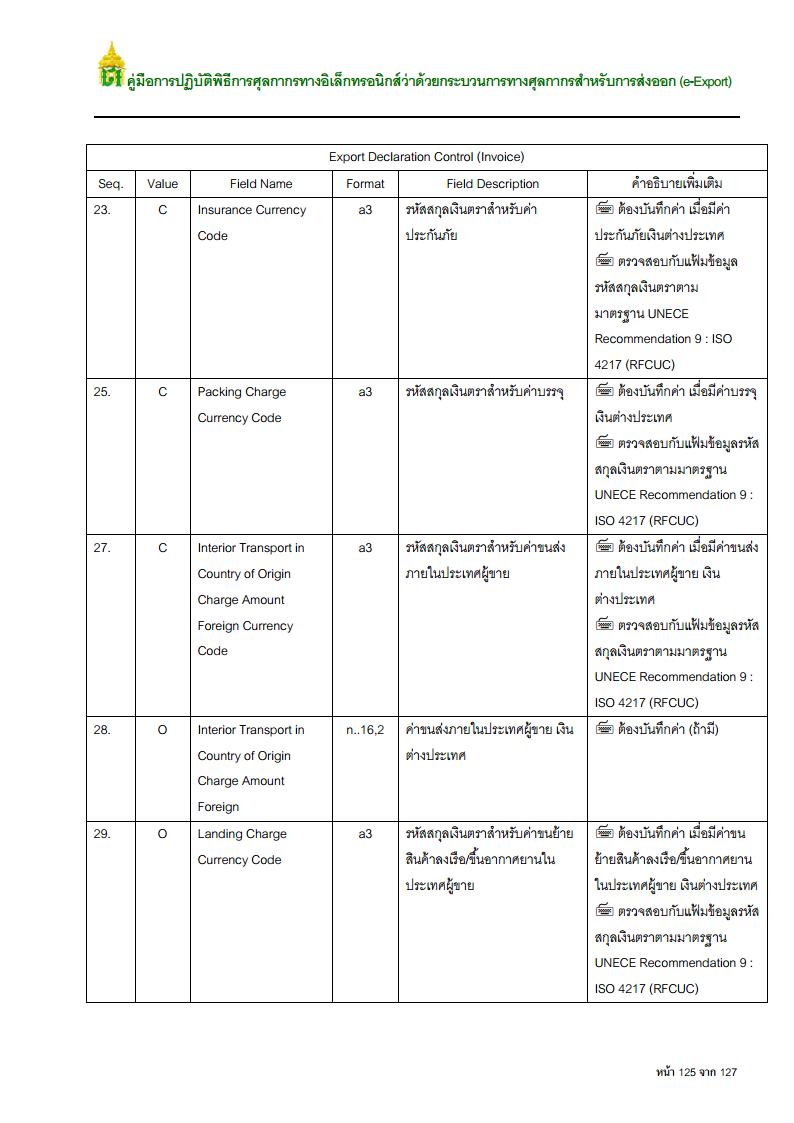 คู่มือการปฏิบัติพิธีการศุลกากรทางอิเล็กทรอนิกส์ว่าด้วยกระบวนการทางศุลกากรสำหรับการส่งออก (e-Export)
Export Declaration Control (Invoice)
Seq. Value Field Name Format Field Description คำอธิบายเพิ่มเติม
23. C Insurance Currency a3 รหัสสกุลเงินตราสำหรับค่า ต้องบันทึกค่า เมื่อมีค่า
Code ประกันภัย ประกันภัยเงินต่างประเทศ
ตรวจสอบกับแฟ้มข้อมูล
รหัสสกุลเงินตราตาม
มาตรฐาน UNECE
Recommendation 9 : ISO
4217 (RFCUC)
25. C Packing Charge a3 รหัสสกุลเงินตราสำหรับค่าบรรจุ ต้องบันทึกค่า เมื่อมีค่าบรรจุ
Currency Code เงินต่างประเทศ
ตรวจสอบกับแฟ้มข้อมูลรหัส
สกุลเงินตราตามมาตรฐาน
UNECE Recommendation 9 :
ISO 4217 (RFCUC)
27. C Interior Transport in a3 รหัสสกุลเงินตราสำหรับค่าขนส่ง ต้องบันทึกค่า เมื่อมีค่าขนส่ง
Country of Origin ภายในประเทศผู้ขาย ภายในประเทศผู้ขาย เงิน
Charge Amount ต่างประเทศ
Foreign Currency ตรวจสอบกับแฟ้มข้อมูลรหัส
Code สกุลเงินตราตามมาตรฐาน
UNECE Recommendation 9 :
ISO 4217 (RFCUC)
28. O Interior Transport in n..16,2 ค่าขนส่งภายในประเทศผู้ขาย เงิน ต้องบันทึกค่า (ถ้ามี)
Country of Origin ต่างประเทศ
Charge Amount
Foreign
29. O Landing Charge a3 รหัสสกุลเงินตราสำหรับค่าขนย้าย ต้องบันทึกค่า เมื่อมีค่าขน
Currency Code สินค้าลงเรือ/ขึ้นอากาศยานใน ย้ายสินค้าลงเรือ/ขึ้นอากาศยาน
ประเทศผู้ขาย ในประเทศผู้ขาย เงินต่างประเทศ
ตรวจสอบกับแฟ้มข้อมูลรหัส
สกุลเงินตราตามมาตรฐาน
UNECE Recommendation 9 :
ISO 4217 (RFCUC)
หน้า 125 จาก 127